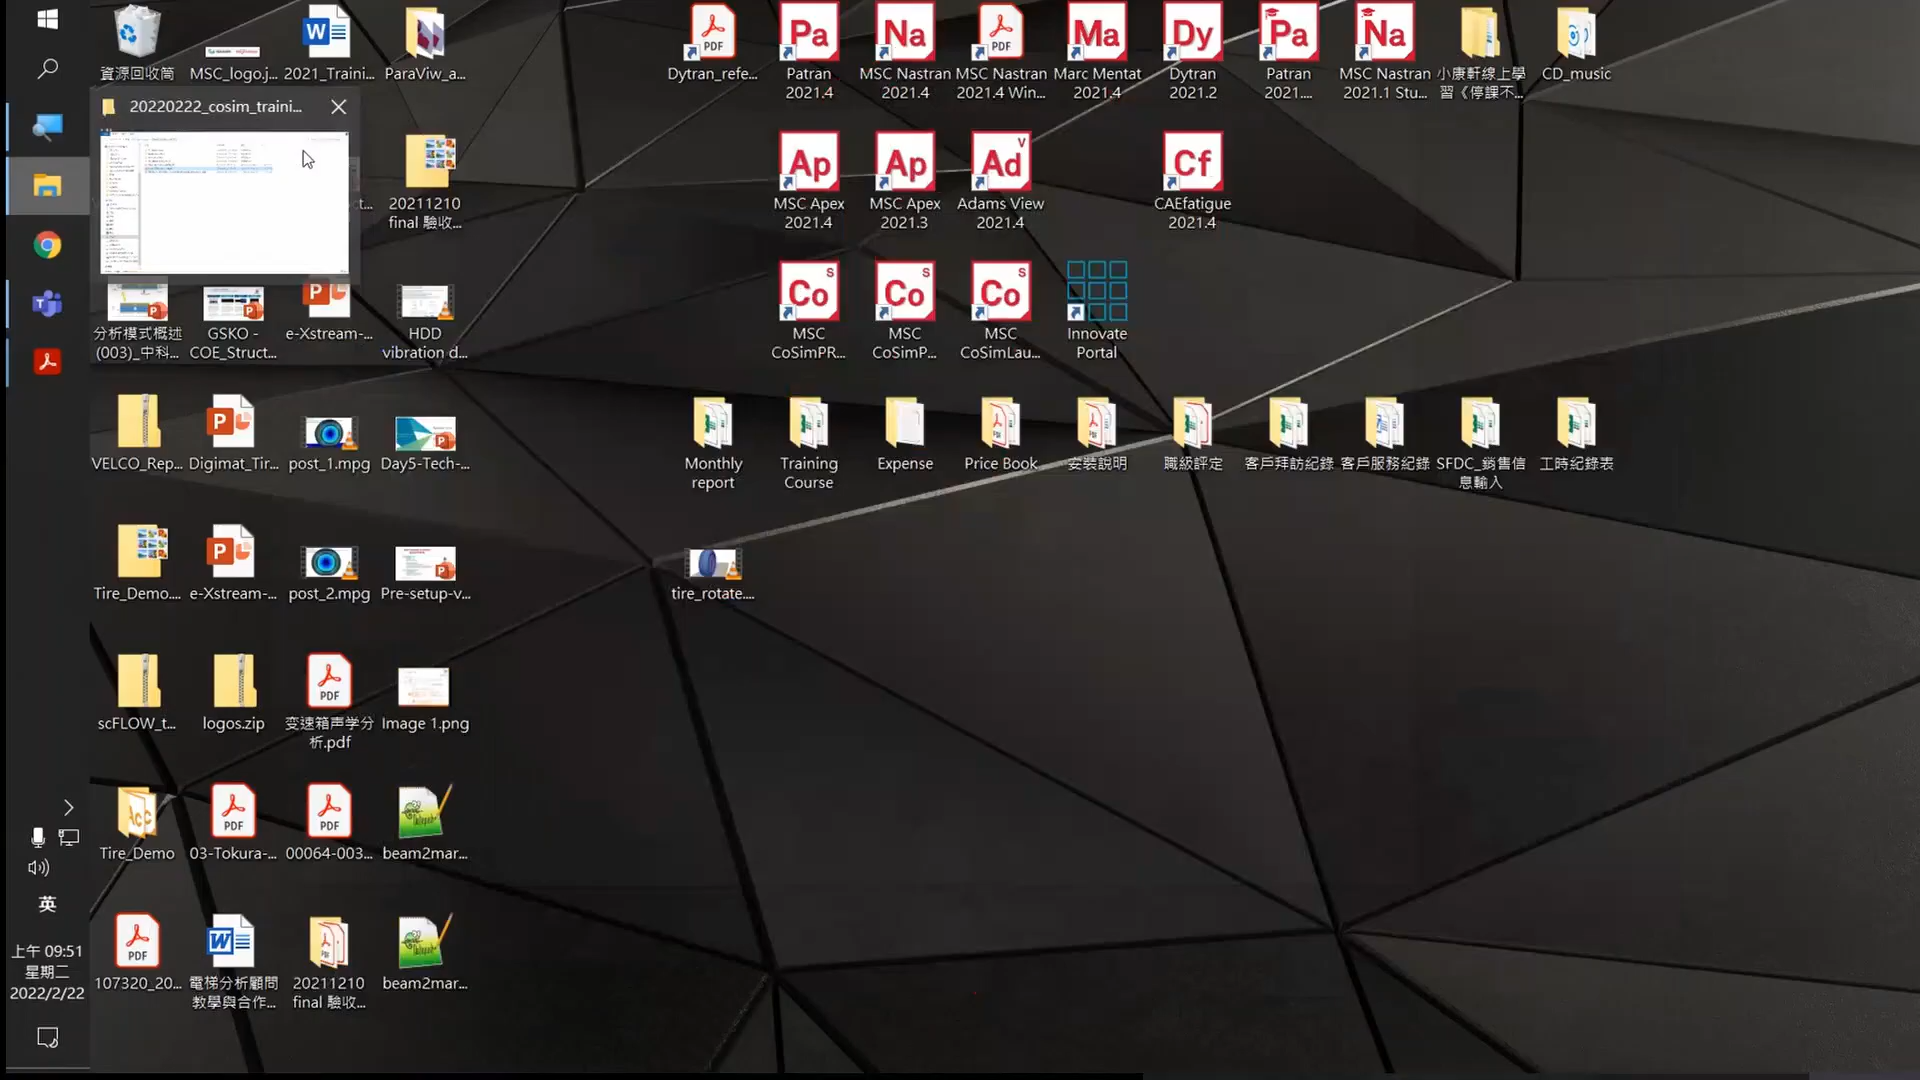 資源回收筒
MSC_logo.j...
2021_Traini...
ParaViw_a...
Dytran_refe...
Patran
2021.4
MSC Nastran
2021.4
MSC Nastran
2021.4 Win...
Marc Mentat
2021.4
Dytran
2021.2
Patran
2021....
MSC Nastran
2021.1 Stu...
小康軒線上學
習《停課不...
CD_music
20220222_cosim_traini...
20211210
final 驗收...
MSC Apex
2021.4
MSC Apex
2021.3
Adams View
2021.4
CAEfatigue
2021.4
分析模式概述
(003)_中科...
GSKO -
COE_Struct...
e-Xstream-...
HDD
vibration d...
MSC
CoSimPR...
MSC
CoSimP...
MSC
CoSimLau...
Innovate
Portal
VELCO_Rep...
Digimat_Tir...
post_1.mpg
Day5-Tech-...
Monthly
report
Training
Course
Expense
Price Book
安裝說明
職級評定
客戶拜訪紀錄
客戶服務紀錄
SFDC_銷售信
息輸入
工時紀錄表
Tire_Demo....
e-Xstream-...
post_2.mpg
Pre-setup-v...
tire_rotate....
scFLOW_t...
logos.zip
变速箱声学分
析.pdf
Image 1.png
Tire_Demo
03-Tokura-...
00064-003...
beam2mar...
107320_20...
電梯分析顧問
教學與合作...
20211210
final 驗收...
beam2mar...
英
上午 09:51
星期二
2022/2/22